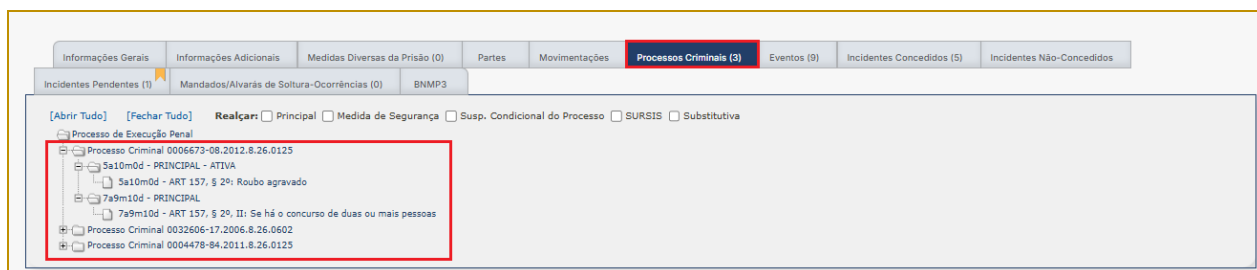 Informações Gerais Informações Adicionais Medidas Diversas da Prisão (0) Partes Movimentações Processos Criminais (3) Eventos (9) Incidentes Concedidos (5) Incidentes Não-Concedidos
Incidentes Pendentes (1) Mandados/Alvarás de Soltura-Ocorrências (0) BNMP3
[Abrir Tudo] [Fechar Tudo] Realçar: Principal Medida de Segurança Susp. Condicional do Processo SURSIS Substitutiva
Processo de Execução Penal
Processo Criminal 0006673-08.2012.8.26.0125
5a10m0d - PRINCIPAL - ATIVA
5a10m0d - ART 157, § 2º: Roubo agravado
7a9m10d - PRINCIPAL
7a9m10d - ART 157, § 2º, II: Se há o concurso de duas ou mais pessoas
Processo Criminal 0032606-17.2006.8.26.0602
Processo Criminal 0004478-84.2011.8.26.0125